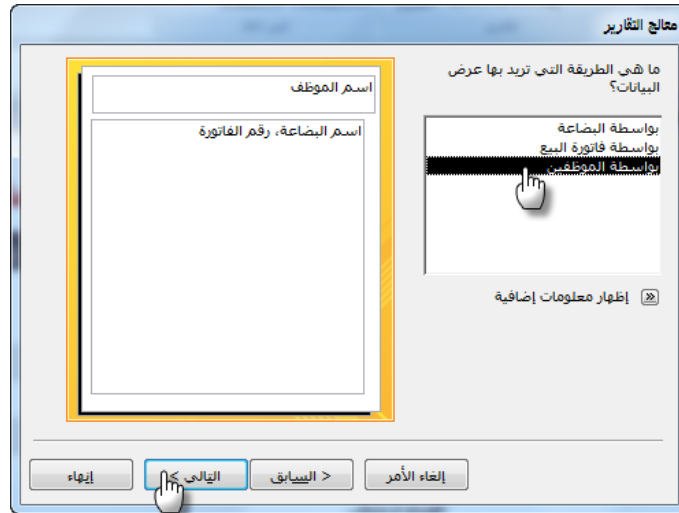 معالج التقارير
ما هي الطريقة التي تريد بها عرض
البيانات؟
بواسطة البضاعة
بواسطة فاتورة البيع
بواسطة الموظفين
إظهار معلومات إضافية
اسم الموظف
اسم البضاعة، رقم الفاتورة
إلغاء الأمر
< السابق
التالي >
إنهاء